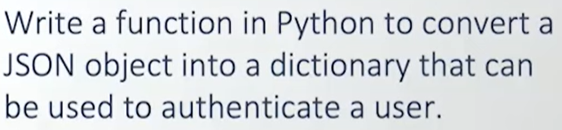 Write a function in Python to convert a
JSON object into a dictionary that can
be used to authenticate a user.